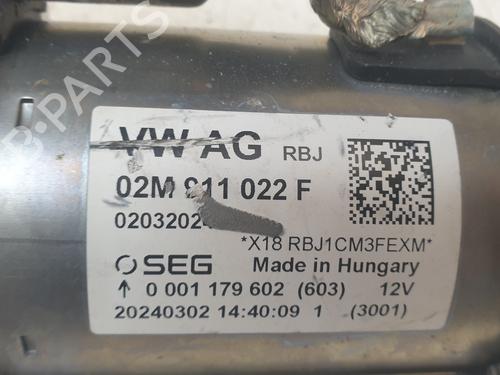 VW AG RBJ
02M 911 022 F
0203202
*X18 RBJ1CM3FEXM*
SEG Made in Hungary
↑ 0 001 179 602 (603) 12V
20240302 14:40:09 1 (3001)
B-PARTS